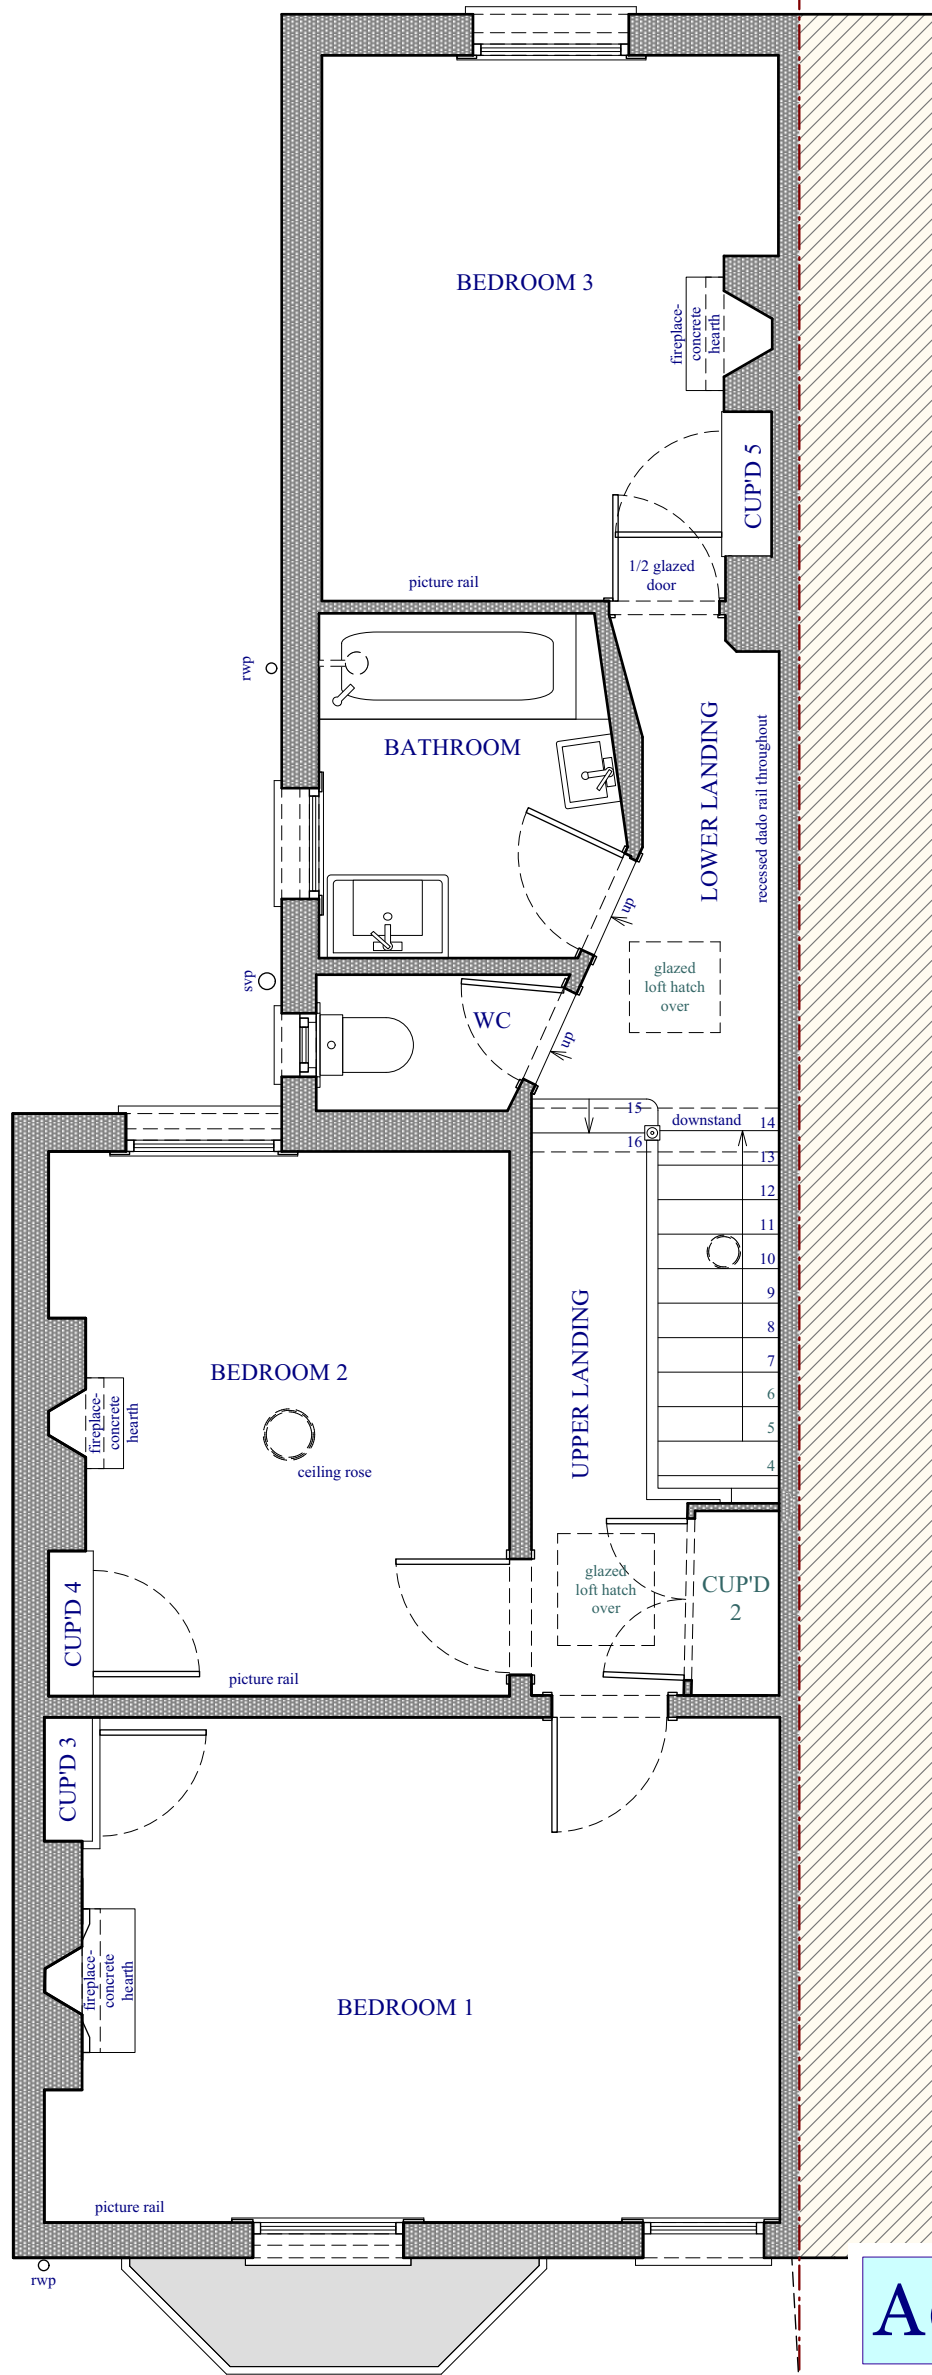 BEDROOM 3
fireplace-
concrete
hearth
CUP'D 5
1/2 glazed
door
picture rail
rwp
BATHROOM
LOWER LANDING
recessed dado rail throughout
up
glazed
loft hatch
over
svp
WC
up
15
downstand
14
16
13
12
11
10
9
8
7
6
5
4
UPPER LANDING
BEDROOM 2
fireplace-
concrete
hearth
ceiling rose
glazed
loft hatch
over
CUP'D
2
CUP'D 4
picture rail
CUP'D 3
fireplace-
concrete
hearth
BEDROOM 1
picture rail
rwp
A